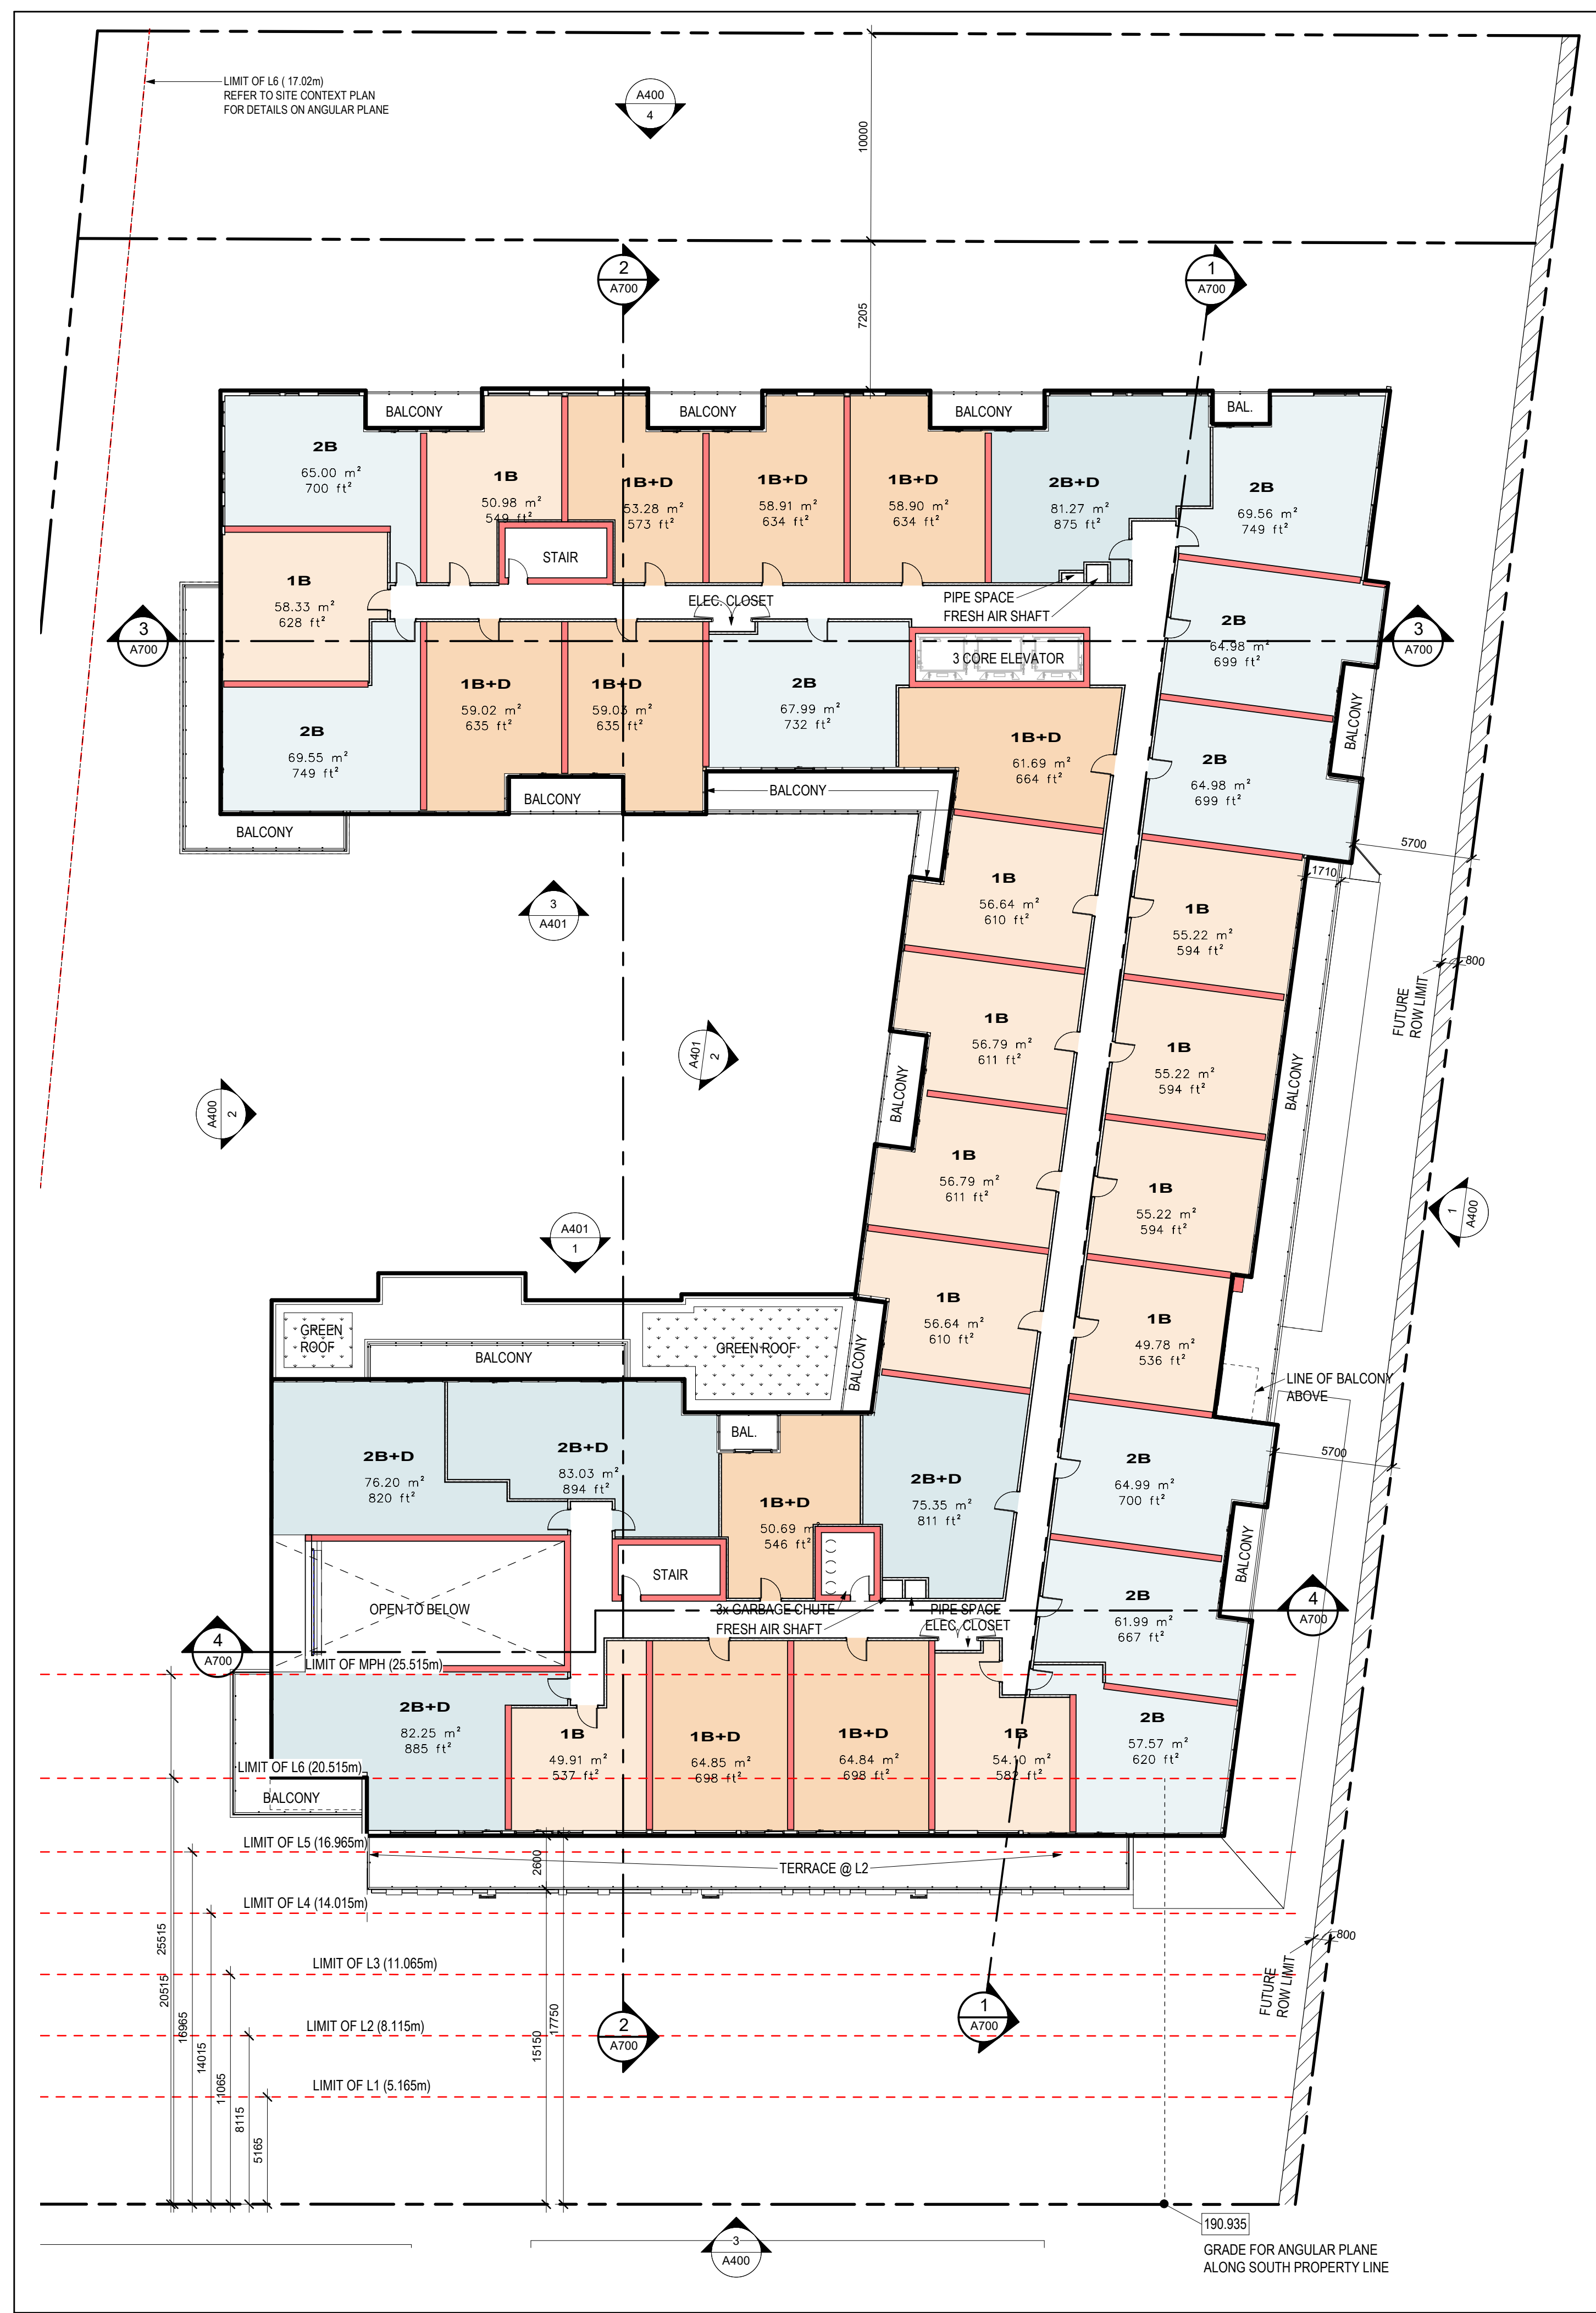 LIMIT OF L6 ( 17.02m)
REFER TO SITE CONTEXT PLAN
FOR DETAILS ON ANGULAR PLANE
A400
4
10000
7205
2
A700
1
A700
BALCONY
BALCONY
BALCONY
BAL.
2B
65.00 m²
700 ft²
1B
50.98 m²
549 ft²
1B+D
53.28 m²
573 ft²
1B+D
58.91 m²
634 ft²
1B+D
58.90 m²
634 ft²
2B+D
81.27 m²
875 ft²
2B
69.56 m²
749 ft²
STAIR
1B
58.33 m²
628 ft²
ELEC. CLOSET
PIPE SPACE
FRESH AIR SHAFT
2B
64.98 m²
699 ft²
3
A700
3
A700
3 CORE ELEVATOR
2B
69.55 m²
749 ft²
1B+D
59.02 m²
635 ft²
1B+D
59.03 m²
635 ft²
2B
67.99 m²
732 ft²
1B+D
61.69 m²
664 ft²
2B
64.98 m²
699 ft²
BALCONY
BALCONY
BALCONY
BALCONY
5700
1710
3
A401
1B
56.64 m²
610 ft²
1B
55.22 m²
594 ft²
800
FUTURE
ROW LIMIT
1B
56.79 m²
611 ft²
1B
55.22 m²
594 ft²
A401
2
A400
2
BALCONY
BALCONY
1B
56.79 m²
611 ft²
1B
55.22 m²
594 ft²
1
A400
A401
1
1B
56.64 m²
610 ft²
1B
49.78 m²
536 ft²
GREEN
ROOF
BALCONY
GREEN ROOF
BALCONY
LINE OF BALCONY
ABOVE
5700
BAL.
2B+D
76.20 m²
820 ft²
2B+D
83.03 m²
894 ft²
1B+D
50.69 m²
546 ft²
2B+D
75.35 m²
811 ft²
2B
64.99 m²
700 ft²
BALCONY
STAIR
OPEN TO BELOW
3x GARBAGE CHUTE
FRESH AIR SHAFT
PIPE SPACE
ELEC. CLOSET
2B
61.99 m²
667 ft²
4
A700
4
A700
LIMIT OF MPH (25.515m)
2B+D
82.25 m²
885 ft²
1B
49.91 m²
537 ft²
1B+D
64.85 m²
698 ft²
1B+D
64.84 m²
698 ft²
1B
54.10 m²
582 ft²
2B
57.57 m²
620 ft²
LIMIT OF L6 (20.515m)
BALCONY
LIMIT OF L5 (16.965m)
2600
TERRACE @ L2
LIMIT OF L4 (14.015m)
800
FUTURE
ROW LIMIT
LIMIT OF L3 (11.065m)
LIMIT OF L2 (8.115m)
LIMIT OF L1 (5.165m)
25515
20515
16965
14015
11065
8115
5165
15150
17750
2
A700
1
A700
190.935
GRADE FOR ANGULAR PLANE
ALONG SOUTH PROPERTY LINE
3
A400